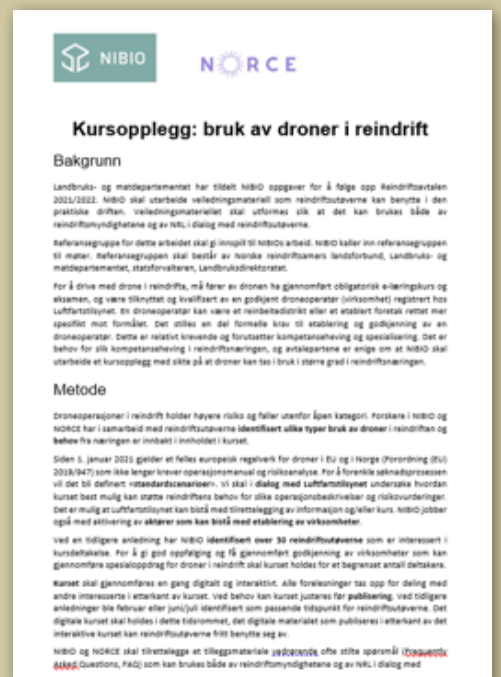 NIBIO
NORCE
Kursopplegg: bruk av droner i reindrift
Bakgrunn
Landbruks- og matdepartementet har tildelt NIBIO oppgaver for å følge opp Reindriftsavtalen
2021/2022. NIBIO skal utarbeide veiledningsmateriell som reindriftsutøverne kan benytte i den
praktiske driften. Veiledningsmateriellet skal utformes slik at det kan brukes både av
reindriftsmyndighetene og av NRL i dialog med reindriftsutøverne.
Referansegruppe for dette arbeidet skal gi innspill til NIBIOs arbeid. NIBIO kaller inn referansegruppen
til møter. Referansegruppen skal bestå av Norske reindriftsamers landsforbund, Landbruks- og
matdepartementet, statsforvalteren, Landbruksdirektoratet.
For å drive med drone i reindrifta, må fører av dronen ha gjennomført obligatorisk e-læringskurs og
eksamen, og være tilknyttet og kvalifisert av en godkjent droneoperatør (virksomhet) registrert hos
Luftfartstilsynet. En droneoperatør kan være et reinbeitedistrikt eller et etablert foretak rettet mer
spesifikt mot formålet. Det stilles en del formelle krav til etablering og godkjenning av en
droneoperatør. Dette er relativt krevende og forutsetter kompetanseheving og spesialisering. Det er
behov for slik kompetanseheving i reindriftsnæringen, og avtalepartene er enige om at NIBIO skal
utarbeide et kursopplegg med sikte på at droner kan tas i bruk i større grad i reindriftsnæringen.
Metode
Droneoperasjoner i reindrift holder høyere risiko og faller utenfor åpen kategori. Forskere i NIBIO og
NORCE har i samarbeid med reindriftsutøverne identifisert ulike typer bruk av droner i reindriften og
behov fra næringen er innbakt i innholdet i kurset.
Siden 1. januar 2021 gjelder et felles europeisk regelverk for droner i EU og i Norge (Forordning (EU)
2019/947) som ikke lenger krever operasjonsmanual og risikoanalyse. For å forenkle søknadsprosessen
vil det bli definert «standardscenarioer». Vi skal i dialog med Luftfartstilsynet undersøke hvordan
kurset best mulig kan støtte reindriftens behov for slike operasjonsbeskrivelser og risikovurderinger.
Det er mulig at Luftfartstilsynet kan bistå med tilrettelegging av informasjon og/eller kurs. NIBIO jobber
også med aktivering av aktører som kan bistå med etablering av virksomheter.
Ved en tidligere anledning har NIBIO identifisert over 30 reindriftsutøverne som er interessert i
kursdeltakelse. For å gi god oppfølging og få gjennomført godkjenning av virksomheter som kan
gjennomføre spesialoppdrag for droner i reindrift skal kurset holdes for et begrenset antall deltakere.
Kurset skal gjennomføres en gang digitalt og interaktivt. Alle forelesninger tas opp for deling med
andre interesserte i etterkant av kurset. Ved behov kan kurset justeres før publisering. Ved tidligere
anledninger ble februar eller juni/juli identifisert som passende tidspunkt for reindriftsutøverne. Det
digitale kurset skal holdes i dette tidsrommet, det digitale materialet som publiseres i etterkant av det
interaktive kurset kan reindriftsutøverne fritt benytte seg av.
NIBIO og NORCE skal tilrettelegge et tilleggsmateriale vedrørende ofte stilte spørsmål (Frequently
Asked Questions, FAQ) som kan brukes både av reindriftsmyndighetene og av NRL i dialog med